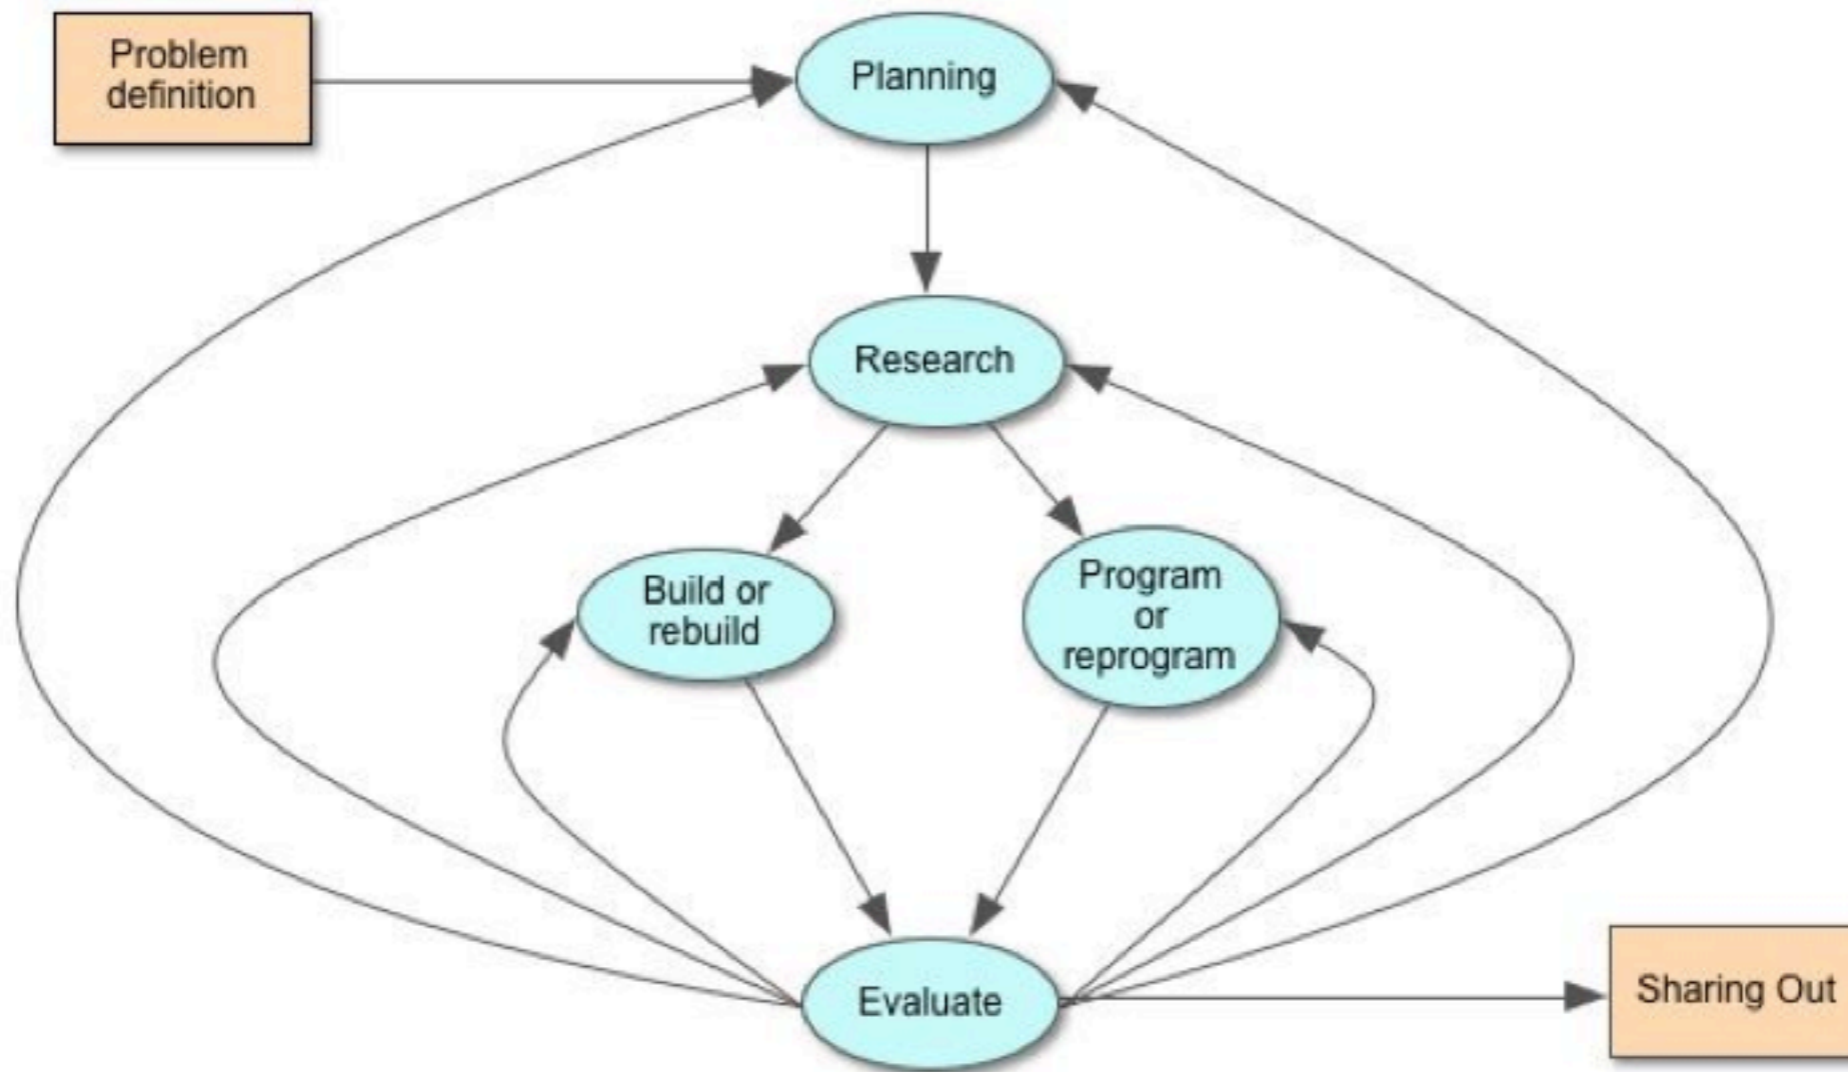 Problem
definition
Planning
Research
Build or
rebuild
Program
or
reprogram
Evaluate
Sharing Out